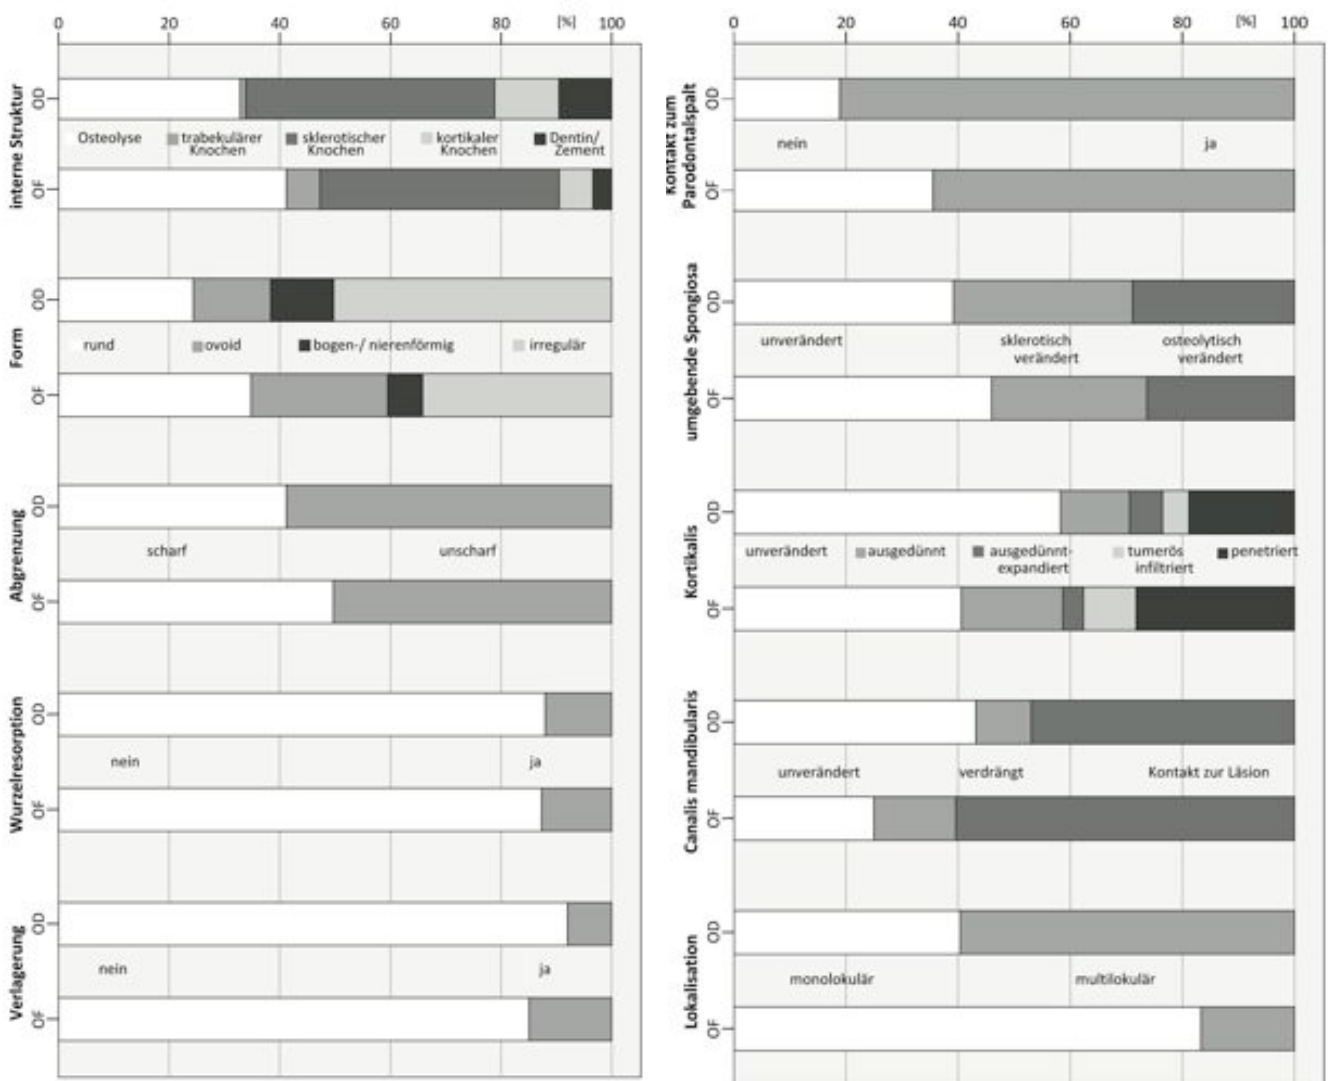 0 20 40 60 80 [%] 100
interne Struktur
OD
Osteolyse trabekulärer Knochen sklerotischer Knochen kortikaler Knochen Dentin/ Zement
OF
Form
OD
rund ovoid bogen-/ nierenförmig irregulär
OF
Abgrenzung
OD
scharf unscharf
OF
Wurzelresorption
OD
nein ja
OF
Verlagerung
OD
nein ja
OF
0 20 40 60 80 [%] 100
Kontakt zum
Parodontalspalt
OD
nein ja
OF
umgebende Spongiosa
OD
unverändert sklerotisch verändert osteolytisch verändert
OF
Kortikalis
OD
unverändert ausgedünnt ausgedünnt- expandiert tumerös infiltriert penetriert
OF
Canalis mandibularis
OD
unverändert verdrängt Kontakt zur Läsion
OF
Lokalisation
OD
monolokulär multilokulär
OF